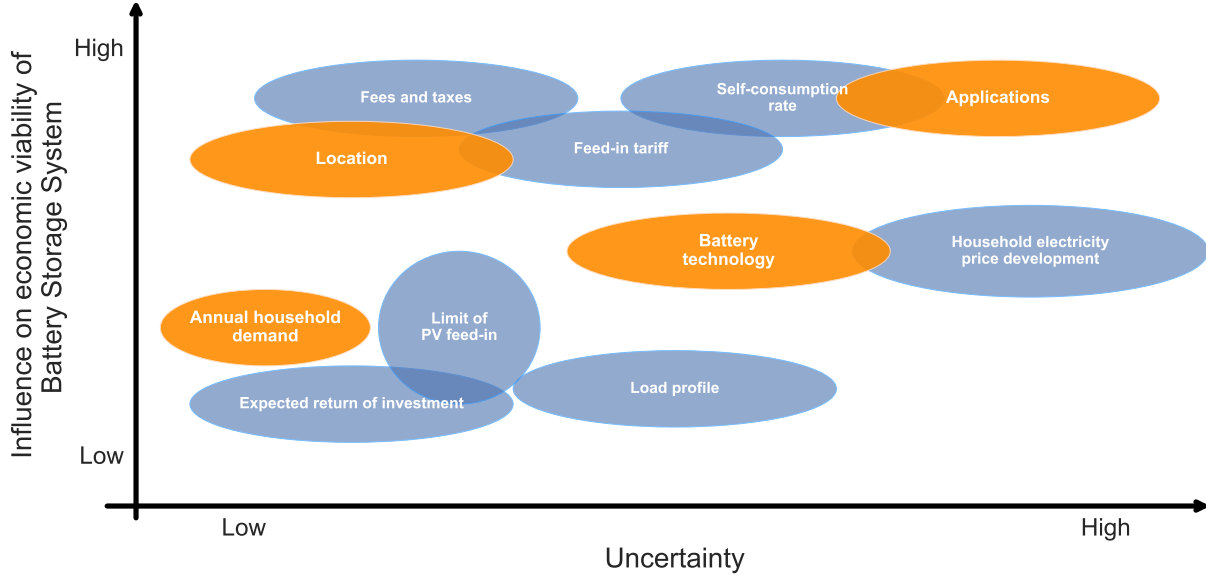 Influence on economic viability of
Battery Storage System
High
Low
Fees and taxes
Self-consumption
rate
Applications
Location
Feed-in tariff
Battery
technology
Household electricity
price development
Annual household
demand
Limit of
PV feed-in
Expected return of investment
Load profile
Low
High
Uncertainty